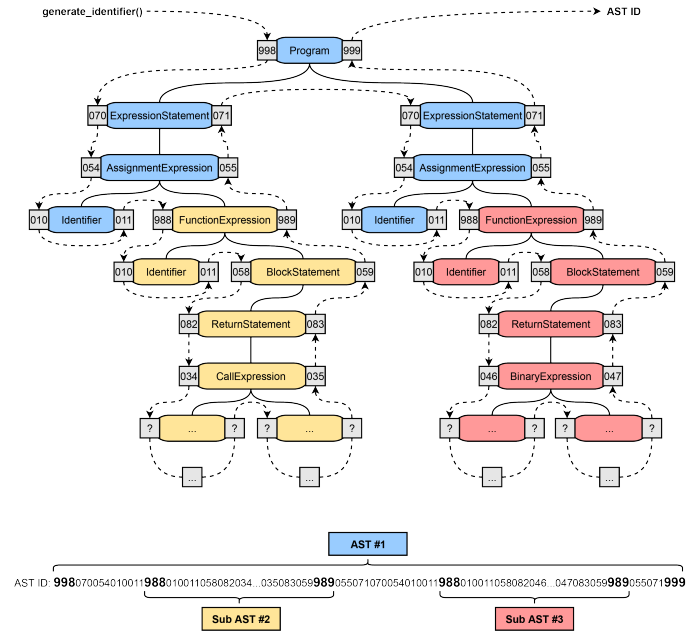 generate_identifier()
AST ID
998 Program 999
070 ExpressionStatement 071
070 ExpressionStatement 071
054 AssignmentExpression 055
054 AssignmentExpression 055
010 Identifier 011
988 FunctionExpression 989
010 Identifier 011
988 FunctionExpression 989
010 Identifier 011
058 BlockStatement 059
010 Identifier 011
058 BlockStatement 059
082 ReturnStatement 083
082 ReturnStatement 083
034 CallExpression 035
046 BinaryExpression 047
? ... ?
? ... ?
? ... ?
? ... ?
...
...
AST #1
AST ID: 998070054010011988010011058082034...035083059989055071070054010011988010011058082046...047083059989055071999
Sub AST #2
Sub AST #3